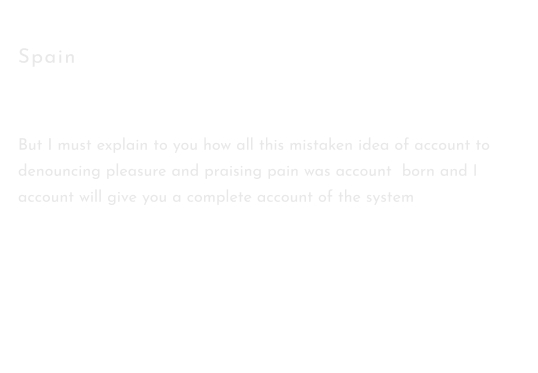 Spain
But I must explain to you how all this mistaken idea of account to
denouncing pleasure and praising pain was account  born and I
account will give you a complete account of the system